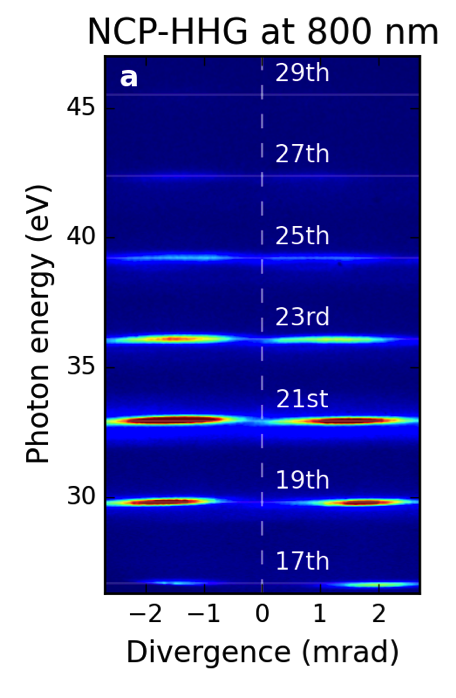 NCP-HHG at 800 nm
a
29th
45
27th
40
25th
23rd
35
21st
19th
30
17th
Photon energy (eV)
−2 −1 0 1 2
Divergence (mrad)